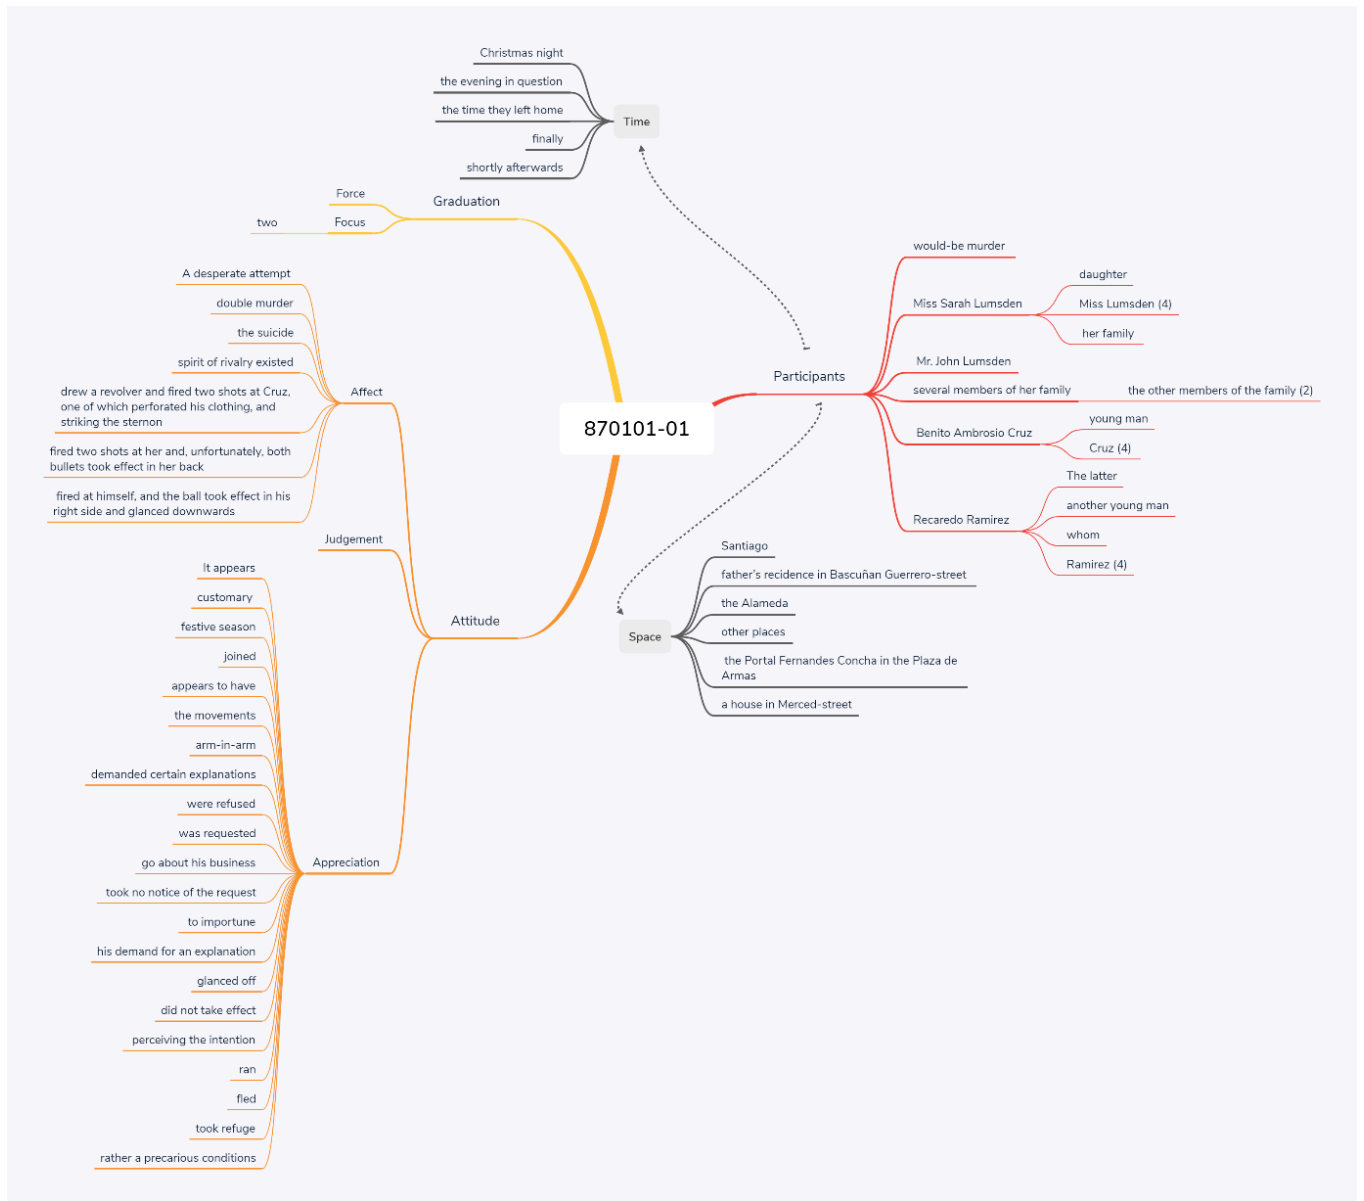 Christmas night
the evening in question
the time they left home
finally
shortly afterwards
Time
Graduation
Force
Focus
two
870101-01
Attitude
Affect
A desperate attempt
double murder
the suicide
spirit of rivalry existed
drew a revolver and fired two shots at Cruz,
one of which perforated his clothing, and
striking the sternon
fired two shots at her and, unfortunately, both
bullets took effect in her back
fired at himself, and the ball took effect in his
right side and glanced downwards
Judgement
Appreciation
It appears
customary
festive season
joined
appears to have
the movements
arm-in-arm
demanded certain explanations
were refused
was requested
go about his business
took no notice of the request
to importune
his demand for an explanation
glanced off
did not take effect
perceiving the intention
ran
fled
took refuge
rather a precarious conditions
Participants
would-be murder
Miss Sarah Lumsden
daughter
Miss Lumsden (4)
her family
Mr. John Lumsden
several members of her family
the other members of the family (2)
Benito Ambrosio Cruz
young man
Cruz (4)
Recaredo Ramirez
The latter
another young man
whom
Ramirez (4)
Space
Santiago
father's recidence in Bascuñan Guerrero-street
the Alameda
other places
the Portal Fernandes Concha in the Plaza de
Armas
a house in Merced-street